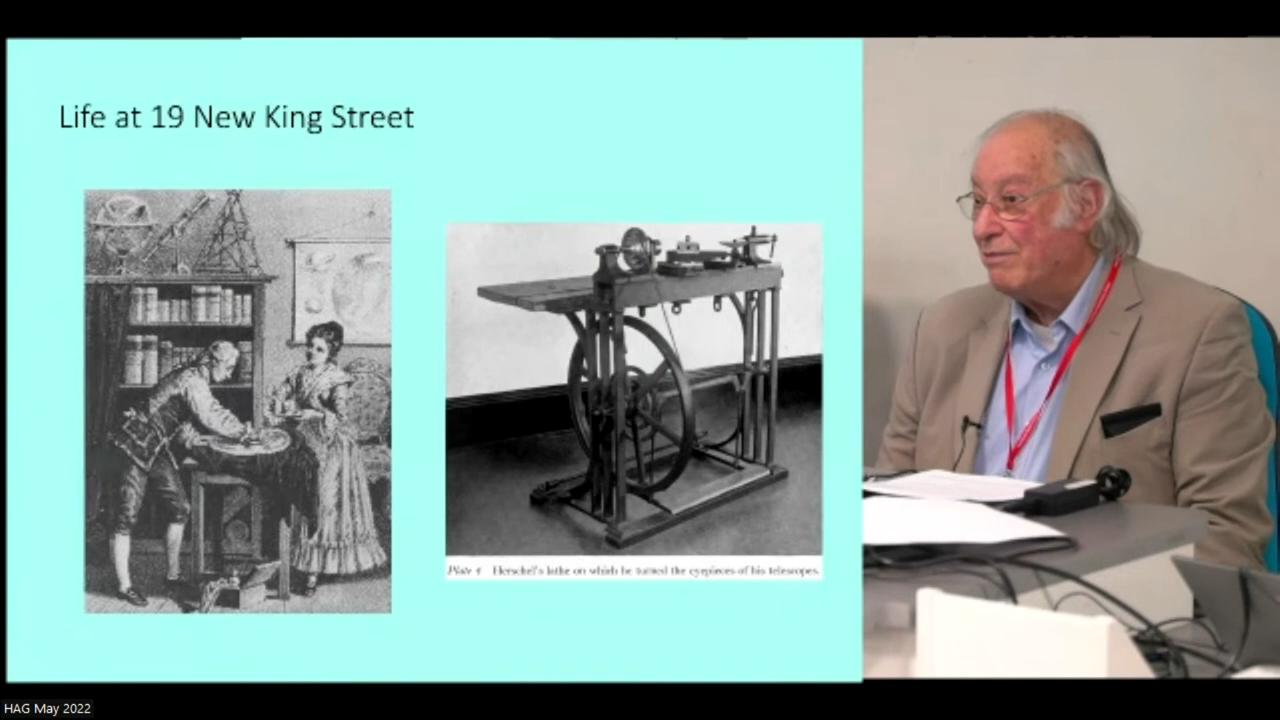 Life at 19 New King Street
Plate 4 Herschel's lathe on which he turned the eyepieces of his telescopes.
HAG May 2022